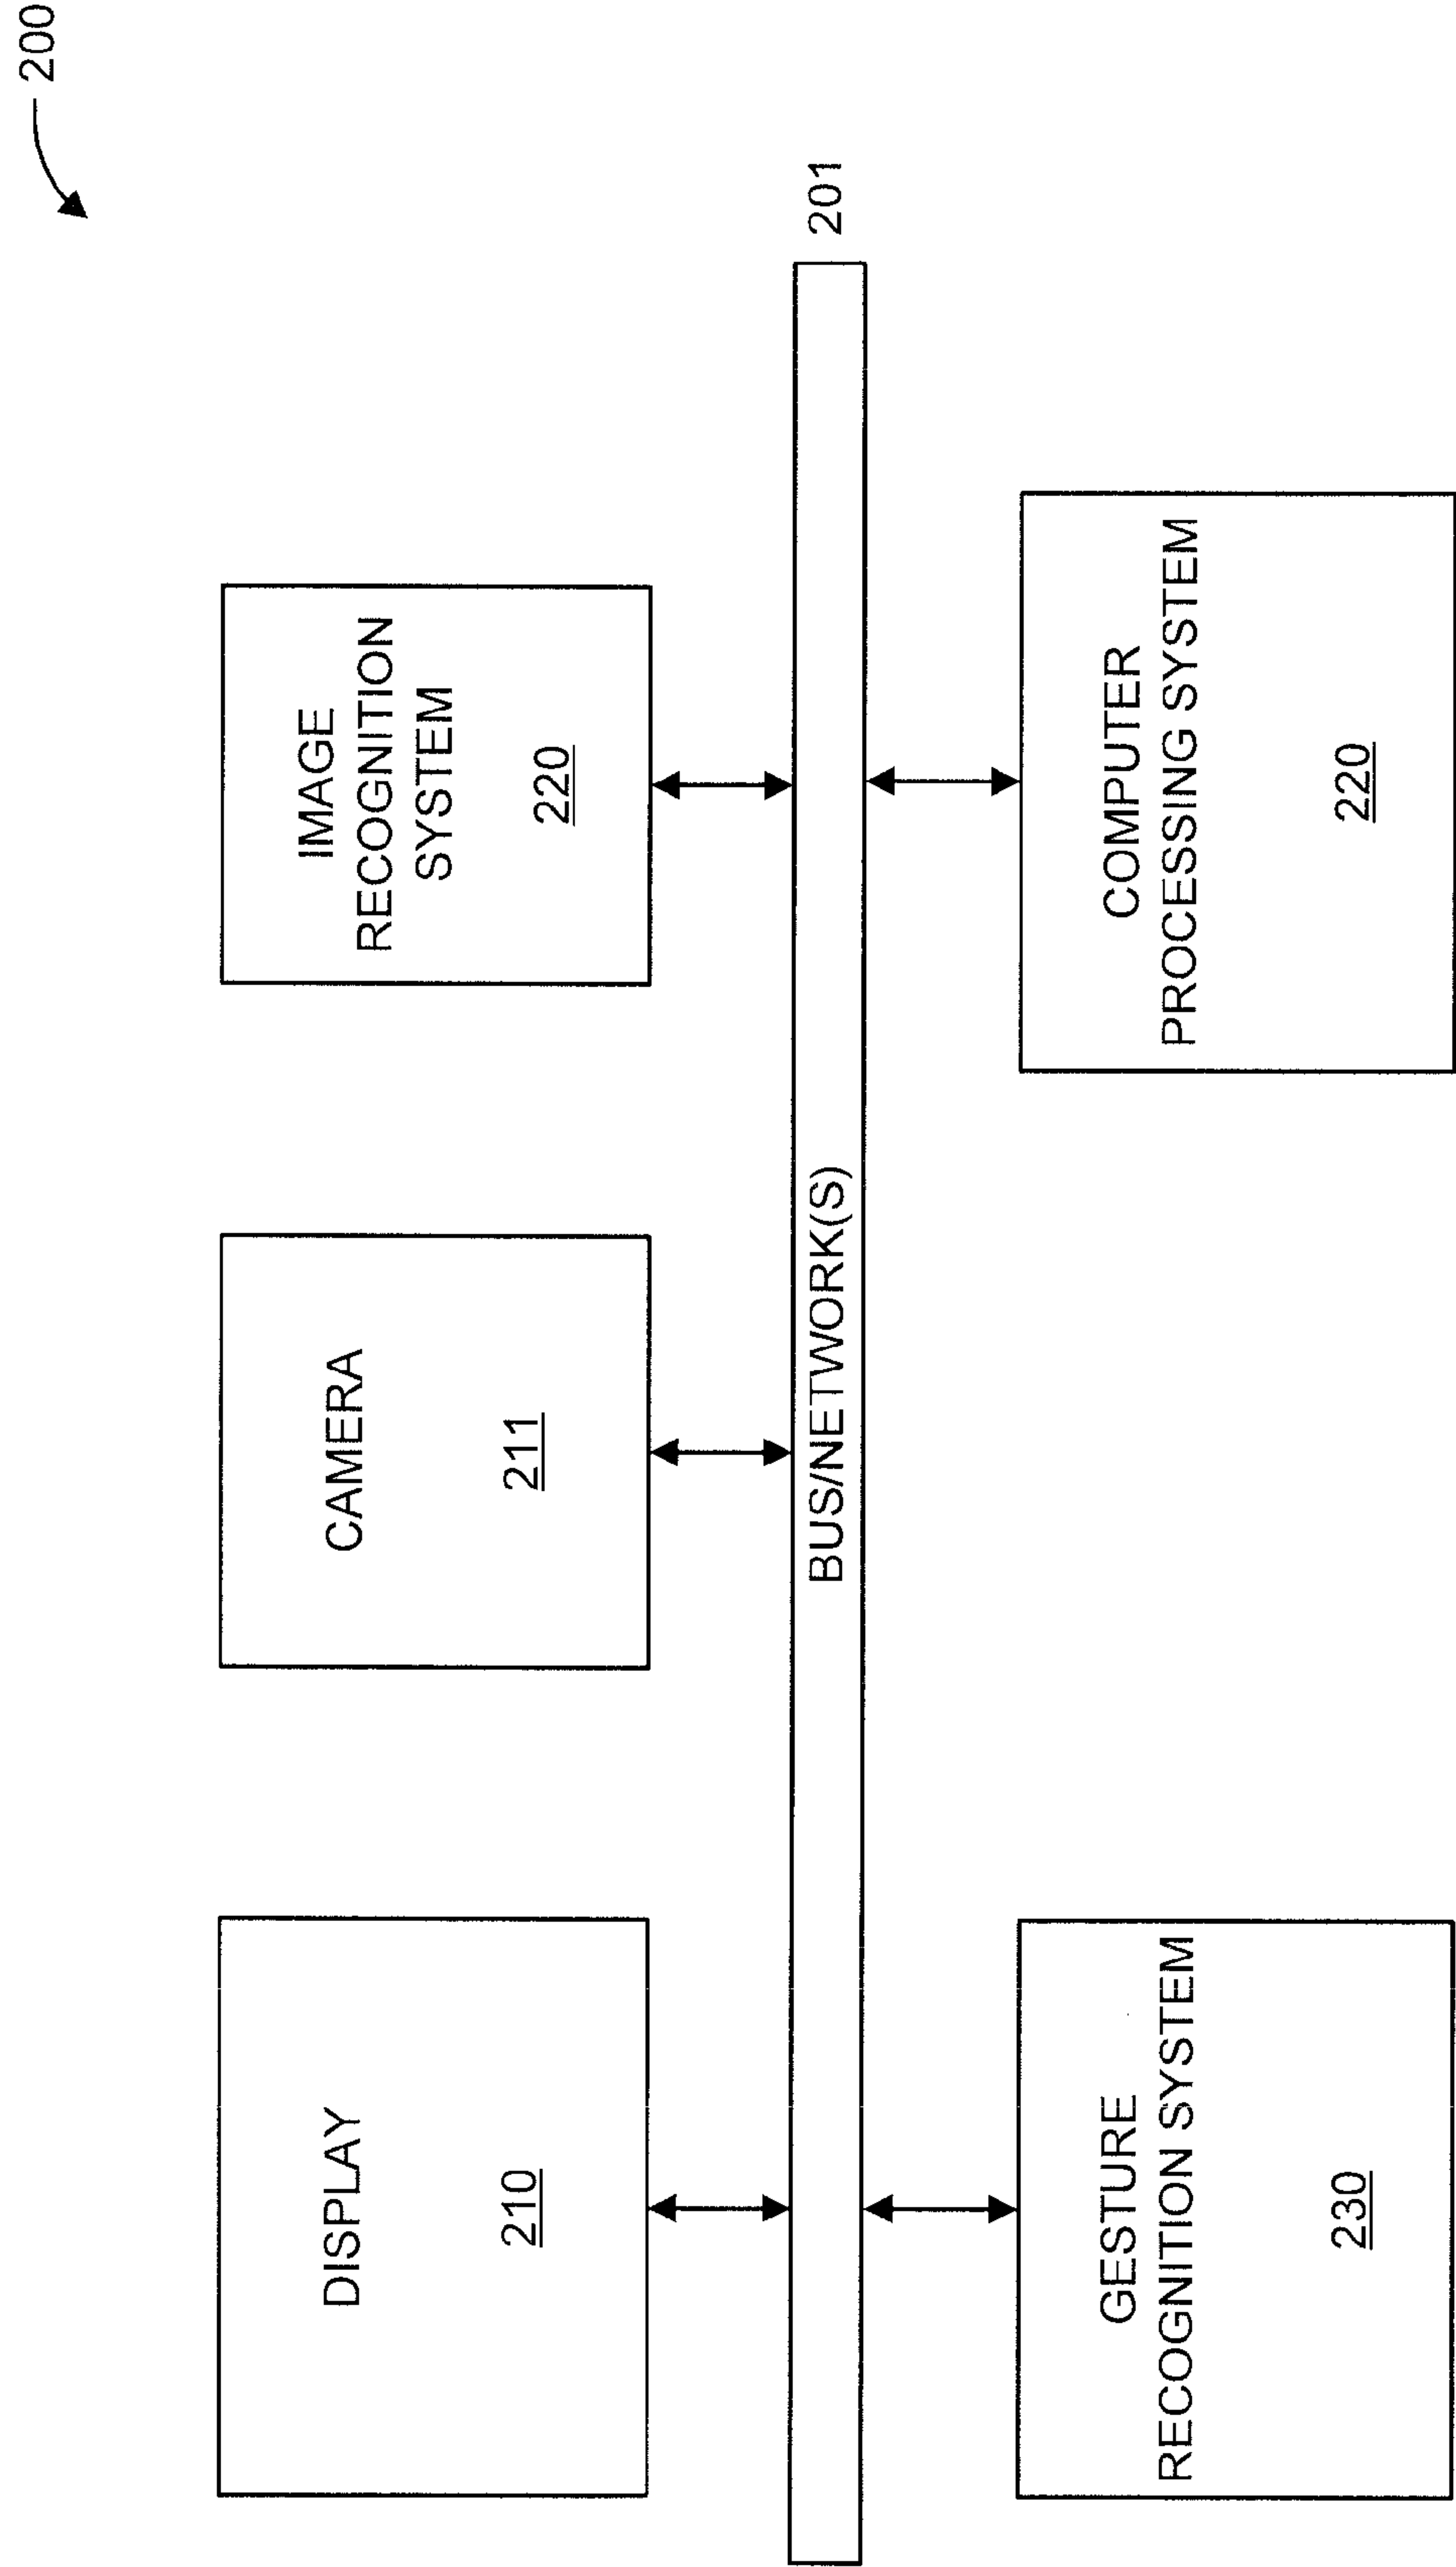 200
DISPLAY
210
CAMERA
211
IMAGE
RECOGNITION
SYSTEM
220
BUS/NETWORK(S)
201
GESTURE
RECOGNITION SYSTEM
230
COMPUTER
PROCESSING SYSTEM
220